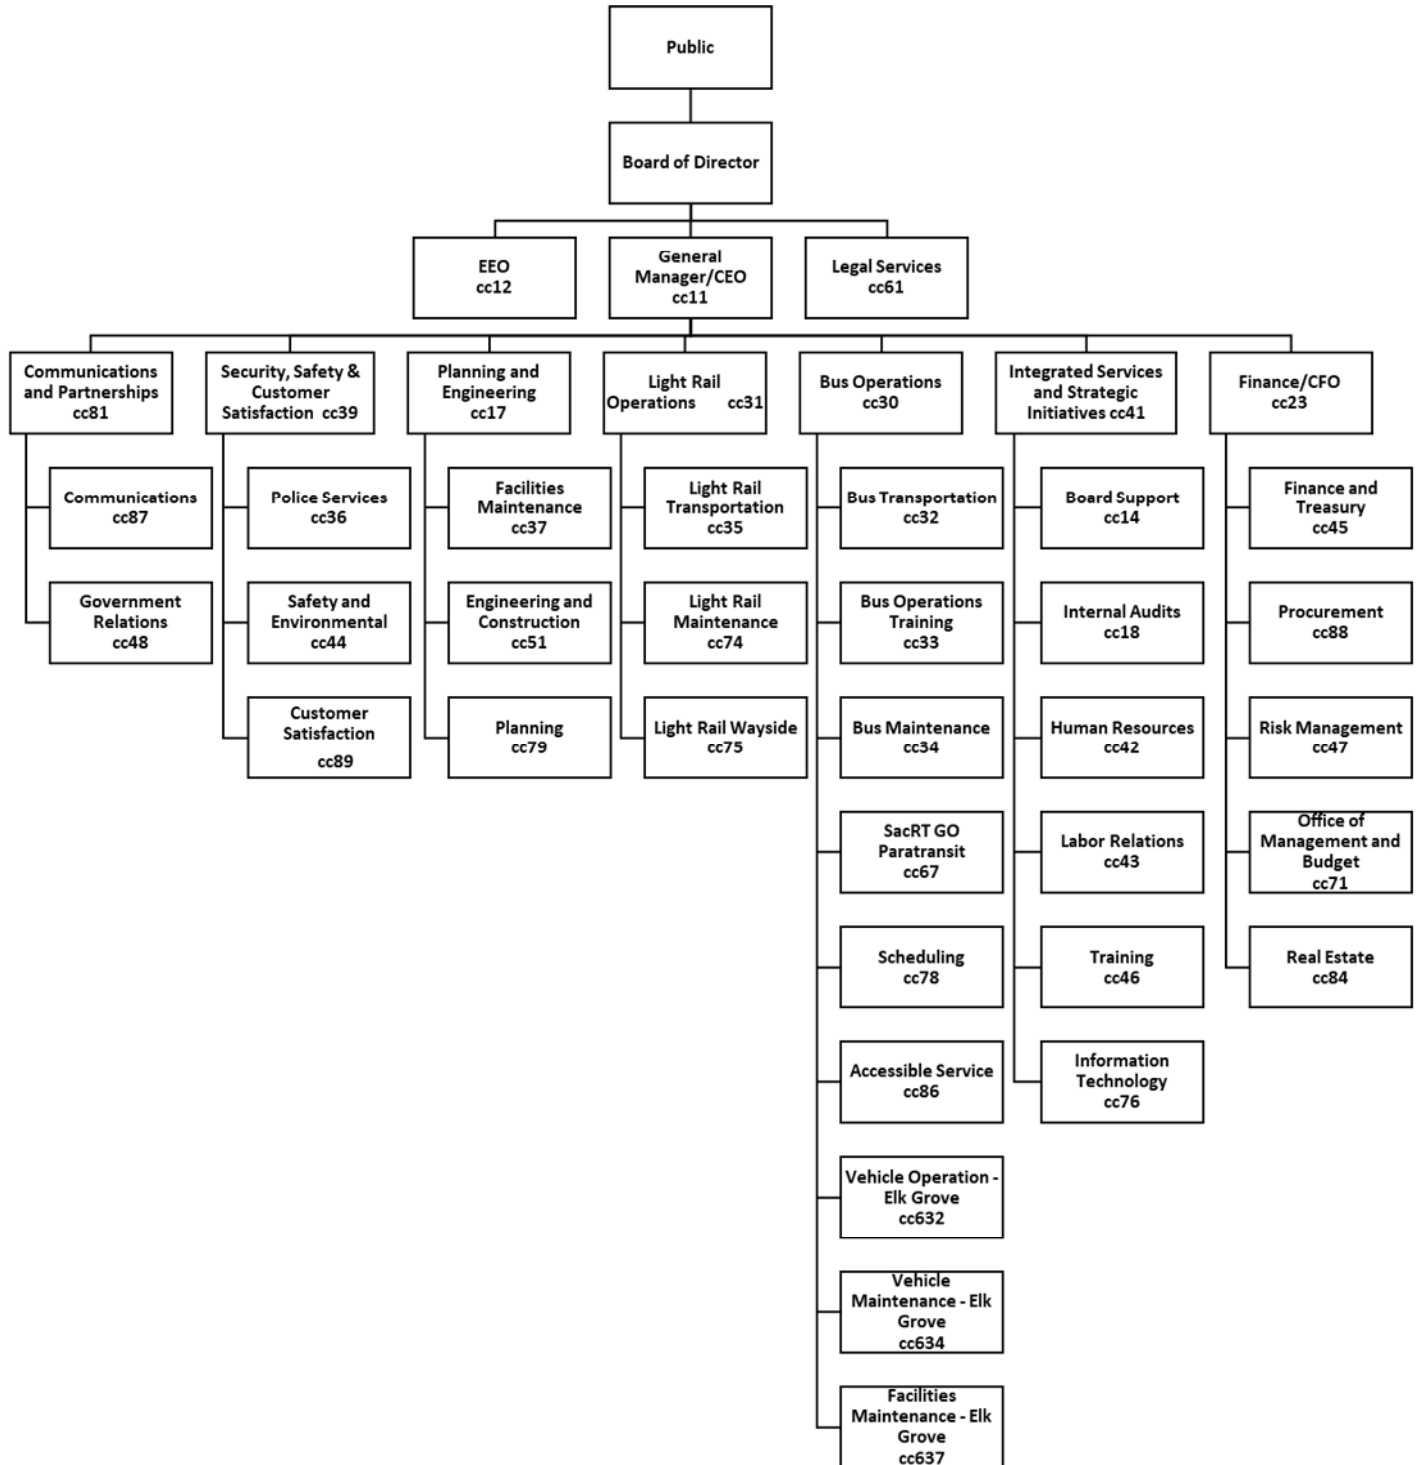 Public
Board of Director
EEO
cc12
General
Manager/CEO
cc11
Legal Services
cc61
Communications
and Partnerships
cc81
Security, Safety &
Customer
Satisfaction cc39
Planning and
Engineering
cc17
Light Rail
Operations cc31
Bus Operations
cc30
Integrated Services
and Strategic
Initiatives cc41
Finance/CFO
cc23
Communications
cc87
Government
Relations
cc48
Police Services
cc36
Safety and
Environmental
cc44
Customer
Satisfaction
cc89
Facilities
Maintenance
cc37
Engineering and
Construction
cc51
Planning
cc79
Light Rail
Transportation
cc35
Light Rail
Maintenance
cc74
Light Rail Wayside
cc75
Bus Transportation
cc32
Bus Operations
Training
cc33
Bus Maintenance
cc34
SacRT GO
Paratransit
cc67
Scheduling
cc78
Accessible Service
cc86
Vehicle Operation -
Elk Grove
cc632
Vehicle
Maintenance - Elk
Grove
cc634
Facilities
Maintenance - Elk
Grove
cc637
Board Support
cc14
Internal Audits
cc18
Human Resources
cc42
Labor Relations
cc43
Training
cc46
Information
Technology
cc76
Finance and
Treasury
cc45
Procurement
cc88
Risk Management
cc47
Office of
Management and
Budget
cc71
Real Estate
cc84